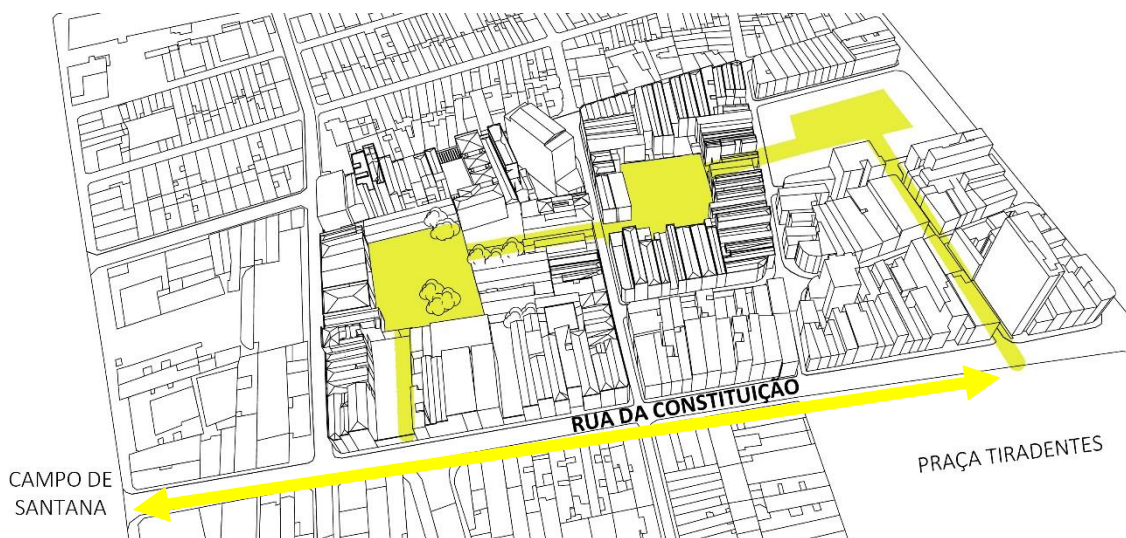 RUA DA CONSTITUIÇÃO
CAMPO DE
SANTANA
PRAÇA TIRADENTES